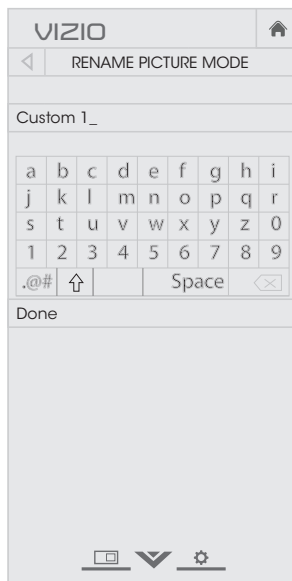 VIZIO
RENAME PICTURE MODE
Custom 1_
a b c d e f g h i
j k l m n o p q r
s t u v w x y z 0
1 2 3 4 5 6 7 8 9
.@# Space
Done